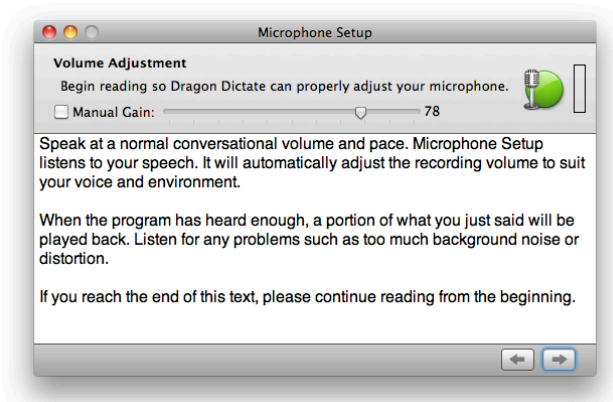 Microphone Setup
Volume Adjustment
Begin reading so Dragon Dictate can properly adjust your microphone.
Manual Gain: 78
Speak at a normal conversational volume and pace. Microphone Setup
listens to your speech. It will automatically adjust the recording volume to suit
your voice and environment.
When the program has heard enough, a portion of what you just said will be
played back. Listen for any problems such as too much background noise or
distortion.
If you reach the end of this text, please continue reading from the beginning.